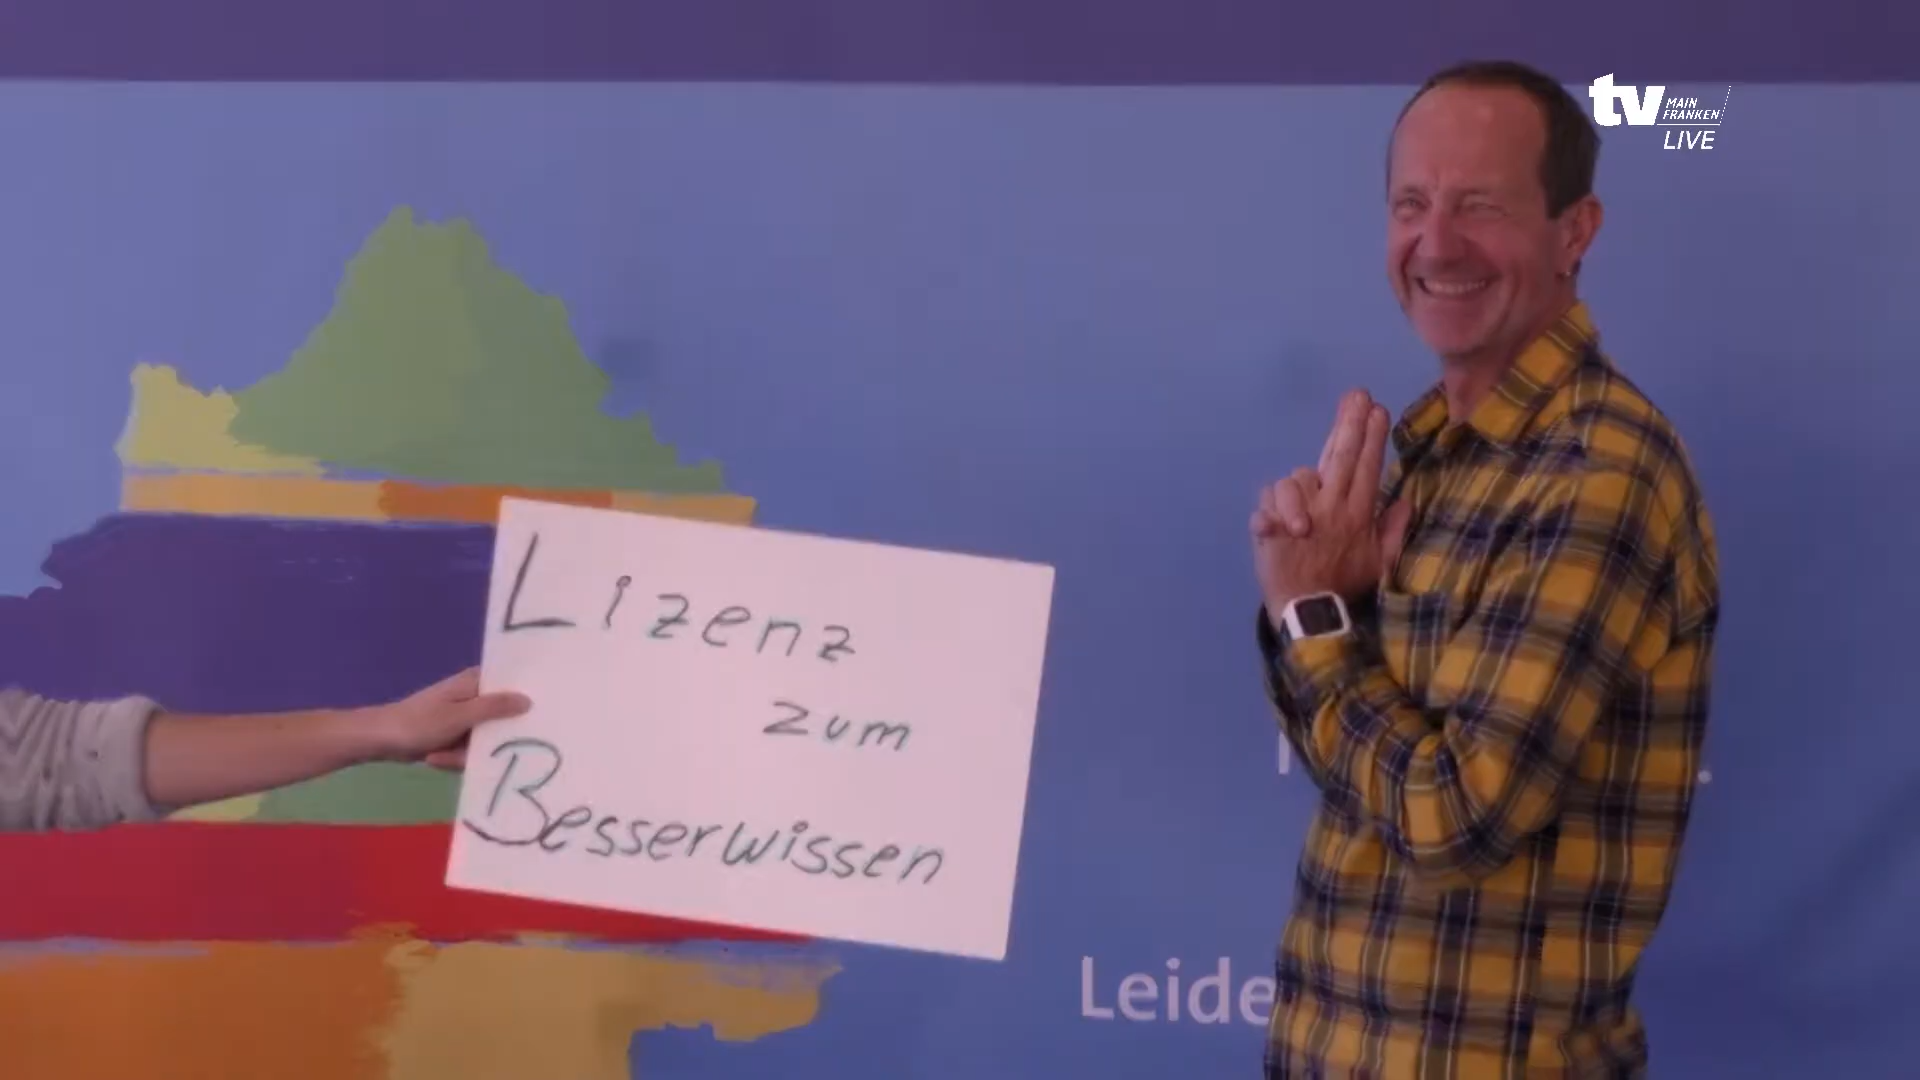 tv MAIN
FRANKEN
LIVE
Lizenz
zum
Besserwissen
Leide